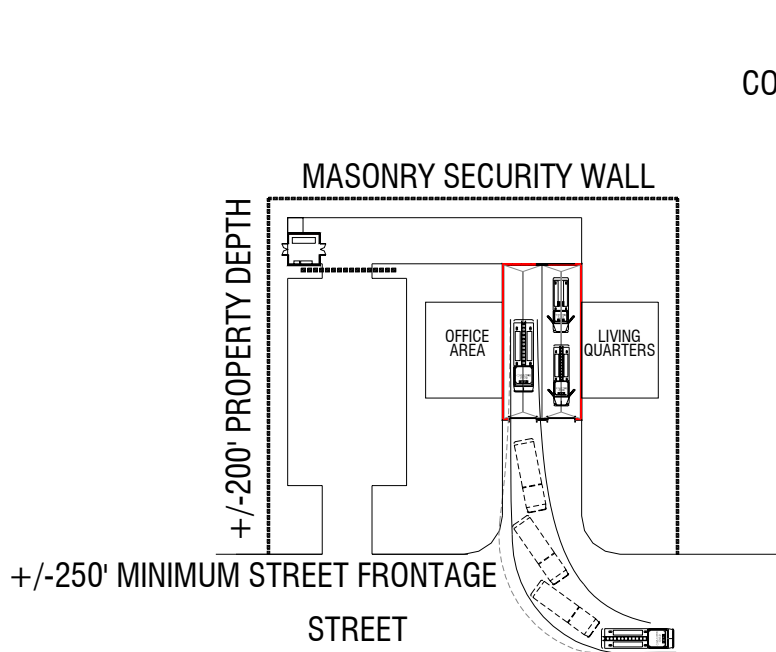 CO
MASONRY SECURITY WALL
+/-200' PROPERTY DEPTH
OFFICE
AREA
LIVING
QUARTERS
+/-250' MINIMUM STREET FRONTAGE
STREET